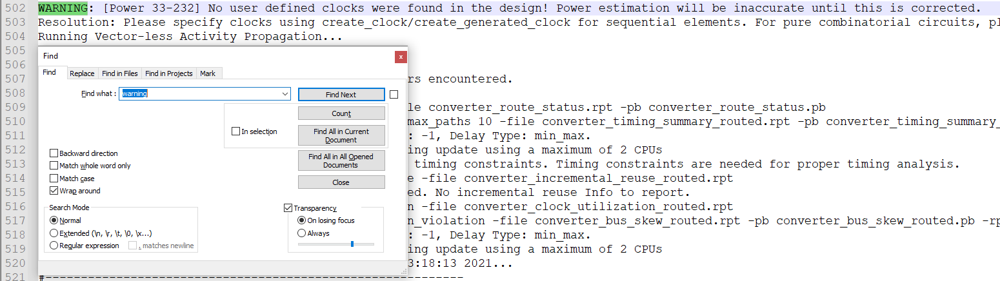 502 WARNING: [Power 33-232] No user defined clocks were found in the design! Power estimation will be inaccurate until this is corrected.
503 Resolution: Please specify clocks using create_clock/create_generated_clock for sequential elements. For pure combinatorial circuits, pl
504 Running Vector-less Activity Propagation...
505
506
507 rs encountered.
508
509 le converter_route_status.rpt -pb converter_route_status.pb
510 max_paths 10 -file converter_timing_summary_routed.rpt -pb converter_timing_summary_
511 : -1, Delay Type: min_max.
512 ing update using a maximum of 2 CPUs
513 timing constraints. Timing constraints are needed for proper timing analysis.
514 e -file converter_incremental_reuse_routed.rpt
515 ed. No incremental reuse Info to report.
516 n -file converter_clock_utilization_routed.rpt
517 n_violation -file converter_bus_skew_routed.rpt -pb converter_bus_skew_routed.pb -rp
518 : -1, Delay Type: min_max.
519 ing update using a maximum of 2 CPUs
520 3:18:13 2021...
521 #-----------------------------------------------------------
Find
x
Find Replace Find in Files Find in Projects Mark
Find what : warning Find Next
Count
In selection Find All in Current
Document
Backward direction Find All in All Opened
Match whole word only Documents
Match case Close
Wrap around
Search Mode Transparency
Normal On losing focus
Extended (\n, \r, \t, \0, \x...) Always
Regular expression . matches newline